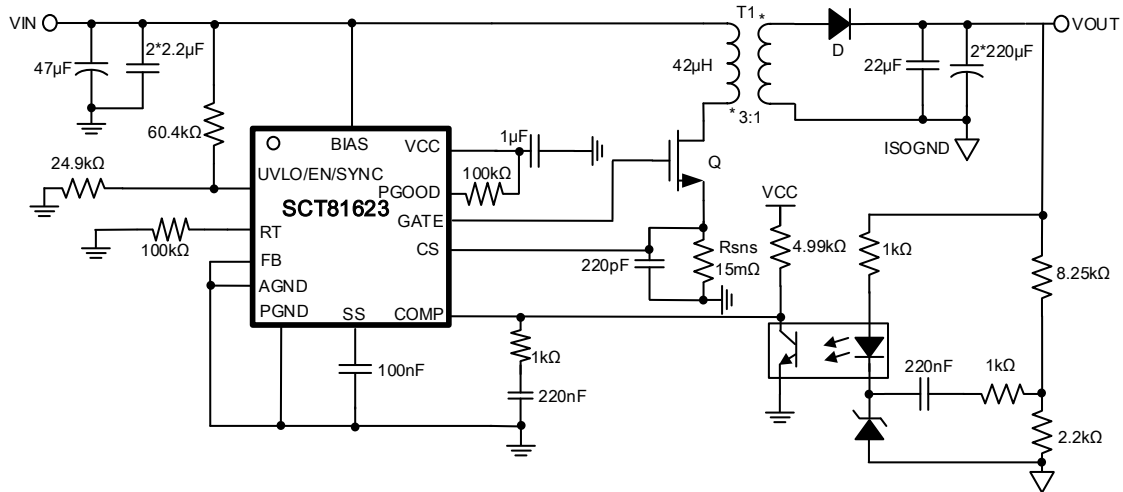 VIN
47µF
2*2.2µF
60.4kΩ
24.9kΩ
100kΩ
BIAS
UVLO/EN/SYNC
SCT81623
RT
FB
AGND
PGND
SS
VCC
PGOOD
GATE
CS
COMP
1µF
100kΩ
100nF
220pF
Rsns
15mΩ
1kΩ
220nF
42µH
T1
*
*
3:1
Q
D
22µF
2*220µF
VOUT
ISOGND
VCC
4.99kΩ
1kΩ
8.25kΩ
220nF
1kΩ
2.2kΩ